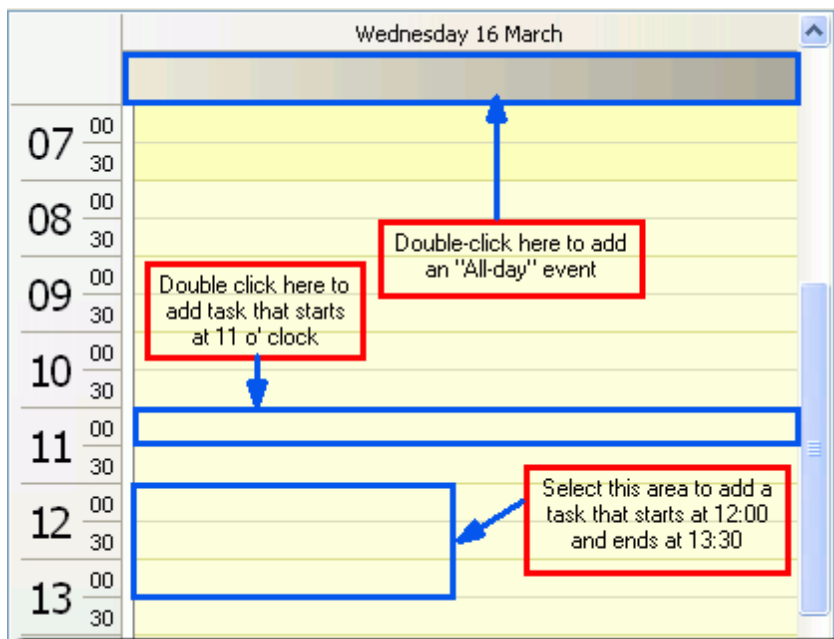 Wednesday 16 March
07 00
30
08 00
30
Double-click here to add
an "All-day" event
09 00
30
Double click here to
add task that starts
at 11 o' clock
10 00
30
11 00
30
12 00
30
Select this area to add a
task that starts at 12:00
and ends at 13:30
13 00
30